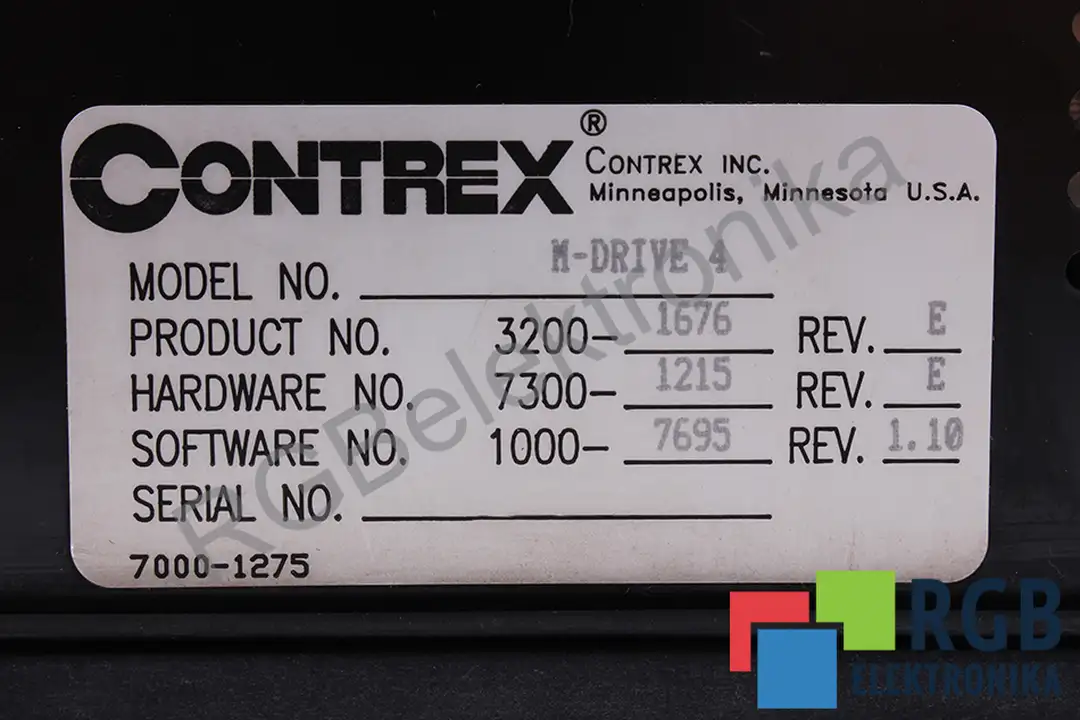 CONTREX®
CONTREX INC.
Minneapolis, Minnesota U.S.A.
MODEL NO. M-DRIVE 4
PRODUCT NO. 3200-1676 REV. E
HARDWARE NO. 7300-1215 REV. E
SOFTWARE NO. 1000-7695 REV. 1.10
SERIAL NO.
7000-1275
RGBelektronika
RGB
ELEKTRONIKA